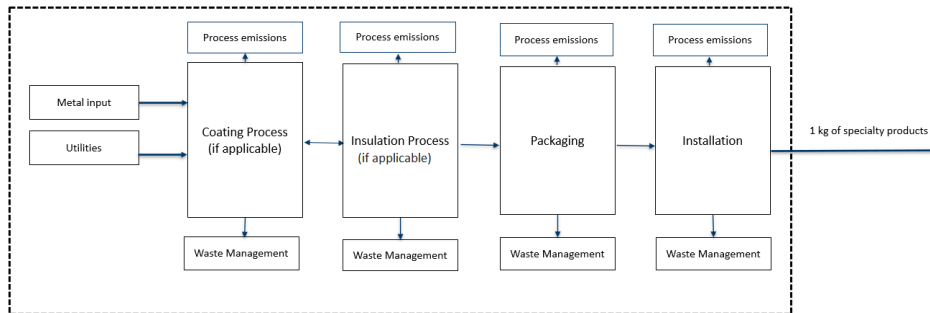 Process emissions
Process emissions
Process emissions
Process emissions
Metal input
Utilities
Coating Process
(if applicable)
Insulation Process
(if applicable)
Packaging
Installation
1 kg of specialty products
Waste Management
Waste Management
Waste Management
Waste Management